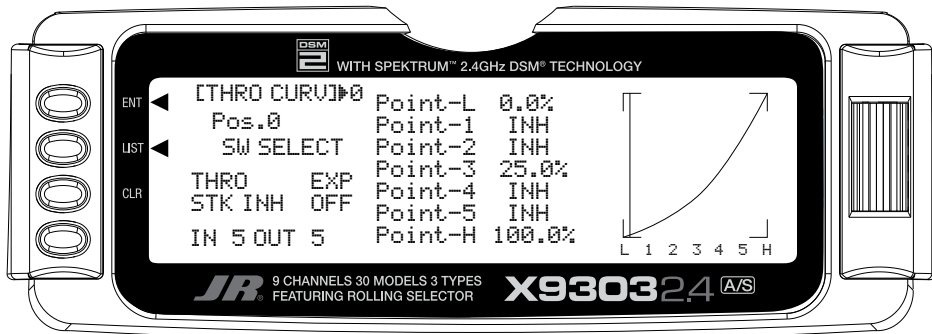 DSM
2 WITH SPEKTRUM™ 2.4GHz DSM® TECHNOLOGY
ENT
LIST
CLR
[THRO CURV]▶0
Pos.0
SW SELECT
THRO EXP
STK INH OFF
IN 5 OUT 5
Point-L 0.0%
Point-1 INH
Point-2 INH
Point-3 25.0%
Point-4 INH
Point-5 INH
Point-H 100.0%
L 1 2 3 4 5 H
JR® 9 CHANNELS 30 MODELS 3 TYPES
FEATURING ROLLING SELECTOR
X9303 2.4 A/S